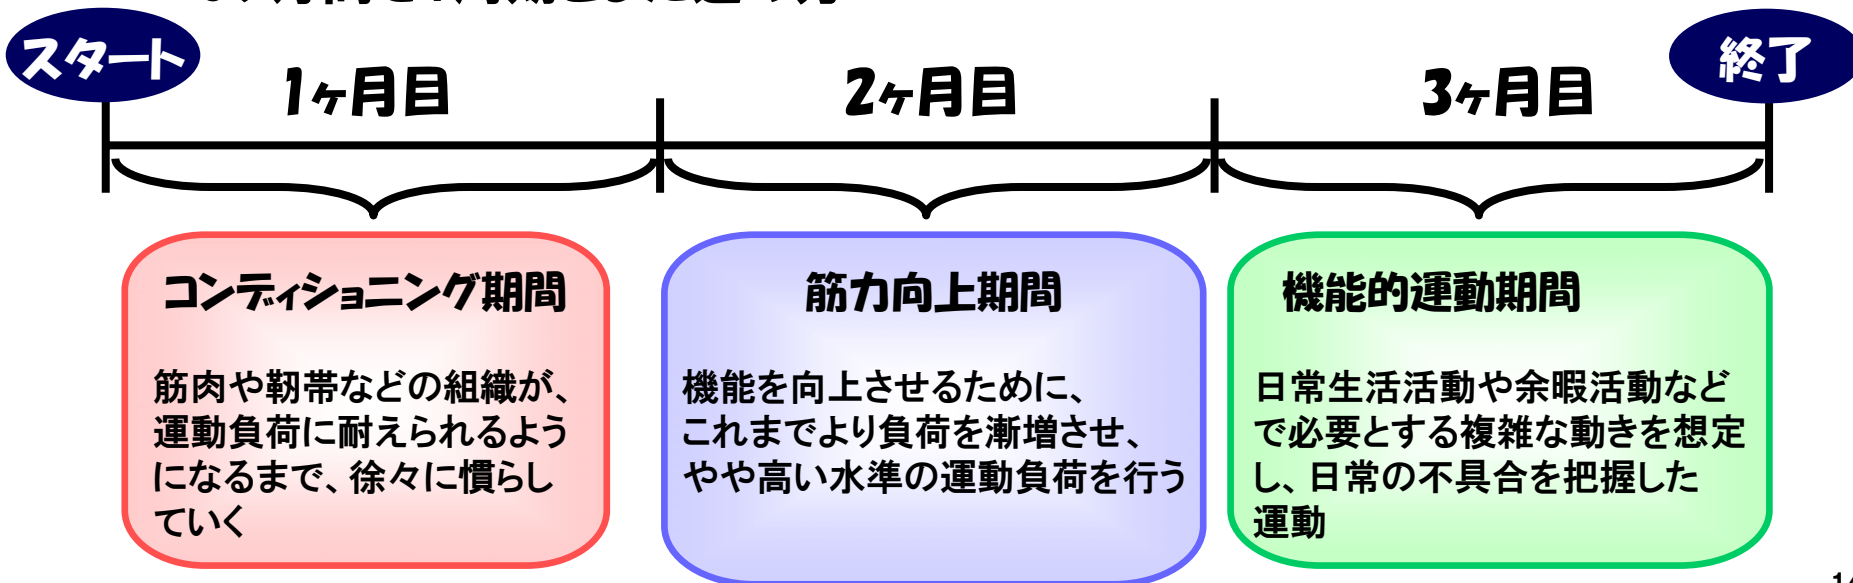 スタート
終了
1ヶ月目
2ヶ月目
3ヶ月目
コンディショニング期間
筋肉や靭帯などの組織が、
運動負荷に耐えられるよう
になるまで、徐々に慣らし
ていく
筋力向上期間
機能を向上させるために、
これまでより負荷を漸増させ、
やや高い水準の運動負荷を行う
機能的運動期間
日常生活活動や余暇活動など
で必要とする複雑な動きを想定
し、日常の不具合を把握した
運動